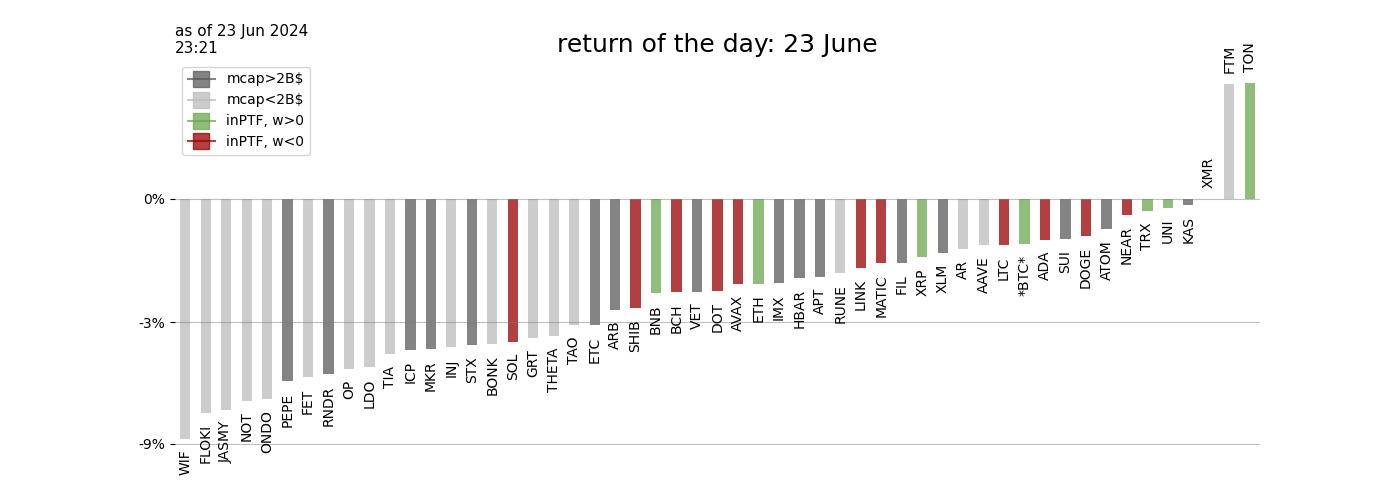 as of 23 Jun 2024
23:21
return of the day: 23 June
mcap>2B$
mcap<2B$
inPTF, w>0
inPTF, w<0
0%
-3%
-9%
WIF
FLOKI
JASMY
NOT
ONDO
PEPE
FET
RNDR
OP
LDO
TIA
ICP
MKR
INJ
STX
BONK
SOL
GRT
THETA
TAO
ETC
ARB
SHIB
BNB
BCH
VET
DOT
AVAX
ETH
IMX
HBAR
APT
RUNE
LINK
MATIC
FIL
XRP
XLM
AR
AAVE
LTC
*BTC*
ADA
SUI
DOGE
ATOM
NEAR
TRX
UNI
KAS
XMR
FTM
TON